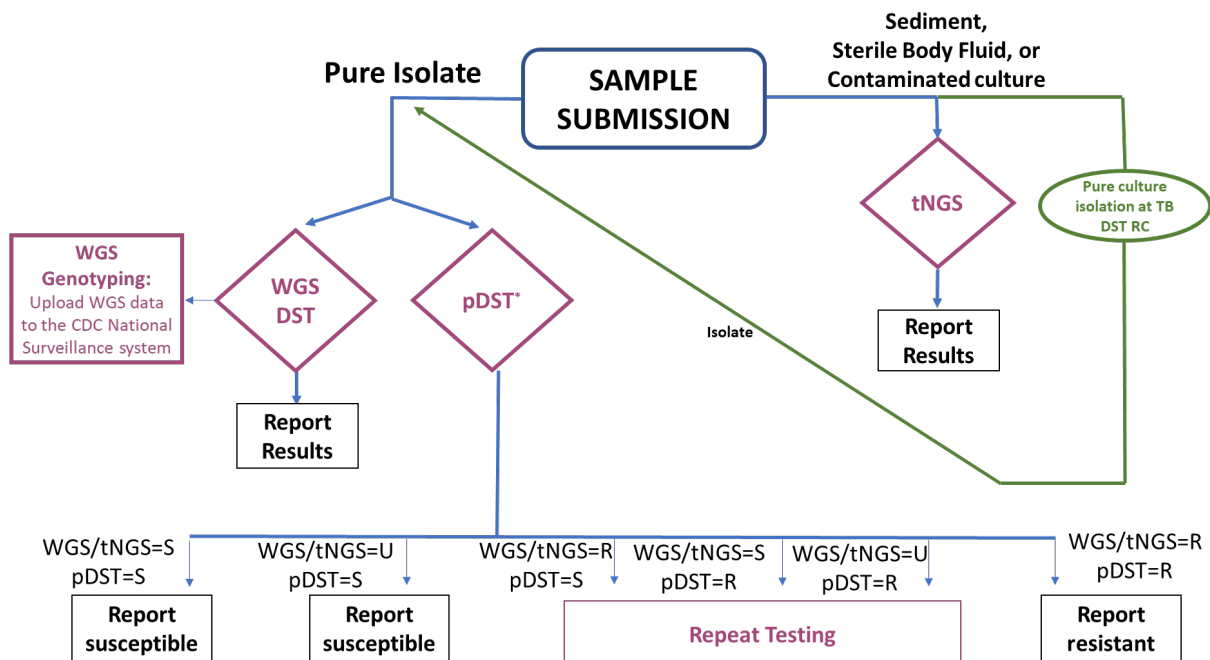 Sediment,
Sterile Body Fluid, or
Contaminated culture
Pure Isolate
SAMPLE
SUBMISSION
tNGS
Pure culture
isolation at TB
DST RC
WGS
Genotyping:
Upload WGS data
to the CDC National
Surveillance system
WGS
DST
pDST*
Isolate
Report
Results
Report
Results
WGS/tNGS=S
pDST=S
WGS/tNGS=U
pDST=S
WGS/tNGS=R
pDST=S
WGS/tNGS=S
pDST=R
WGS/tNGS=U
pDST=R
WGS/tNGS=R
pDST=R
Report
susceptible
Report
susceptible
Repeat Testing
Report
resistant